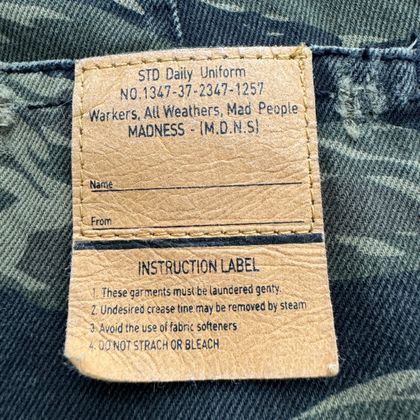 STD Daily Uniform
NO.1347-37-2347-1257
Warkers, All Weathers, Mad People
MADNESS - (M.D.N.S)
Name
From
INSTRUCTION LABEL
1. These garments must be laundered genty.
2. Undesired crease tine may be removed by steam
3. Avoid the use of fabric softeners
4. DO NOT STRACH OR BLEACH